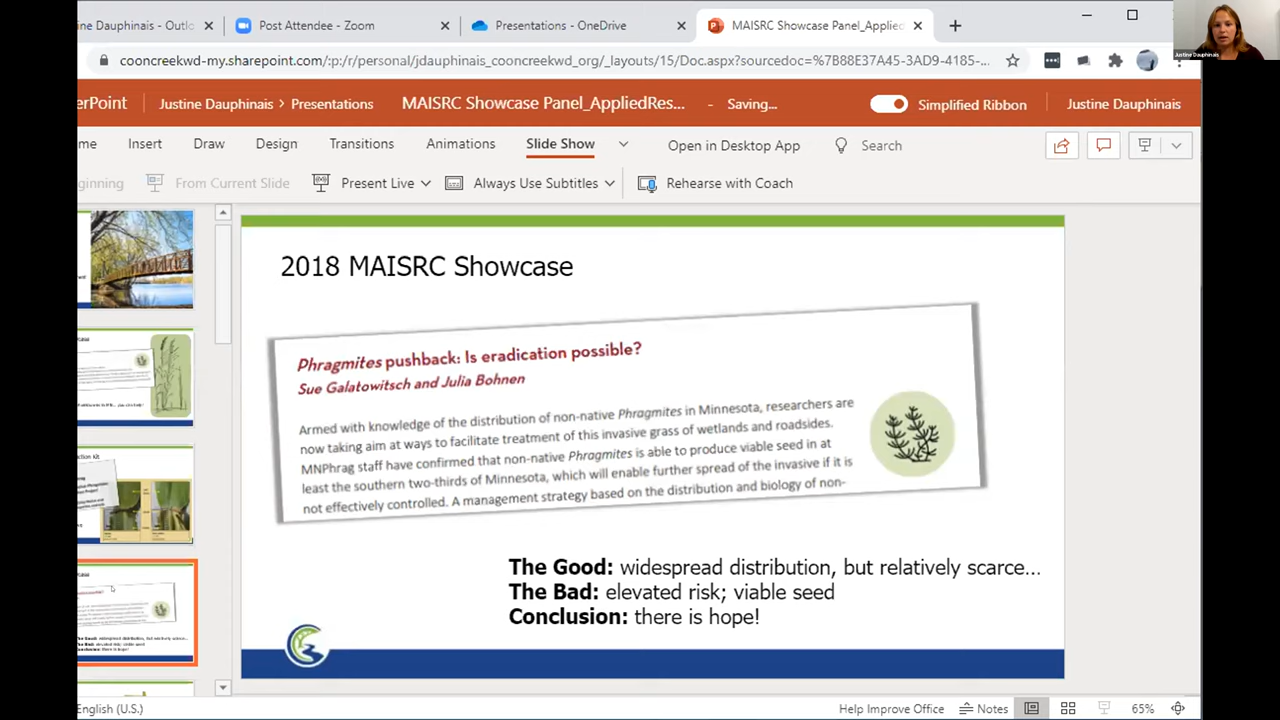 ne Dauphinais - Outlo
Post Attendee - Zoom
Presentations - OneDrive
MAISRC Showcase Panel_Applied
cooncreekwd-my.sharepoint.com/:p:/r/personal/jdauphinais_cooncreekwd_org/_layouts/15/Doc.aspx?sourcedoc=%7B88E37A45-3AD9-4185-...
Justine Dauphinais
erPoint Justine Dauphinais > Presentations MAISRC Showcase Panel_AppliedRes... - Saving... Simplified Ribbon Justine Dauphinais
me Insert Draw Design Transitions Animations Slide Show Open in Desktop App Search
ginning From Current Slide Present Live Always Use Subtitles Rehearse with Coach
2018 MAISRC Showcase
Phragmites pushback: Is eradication possible?
Sue Galatowitsch and Julia Bohnen
Armed with knowledge of the distribution of non-native Phragmites in Minnesota, researchers are
now taking aim at ways to facilitate treatment of this invasive grass of wetlands and roadsides.
MNPhrag staff have confirmed that non-native Phragmites is able to produce viable seed in at
least the southern two-thirds of Minnesota, which will enable further spread of the invasive if it is
not effectively controlled. A management strategy based on the distribution and biology of non-
The Good: widespread distribution, but relatively scarce...
The Bad: elevated risk; viable seed
Conclusion: there is hope!
English (U.S.)
Help Improve Office Notes 65%